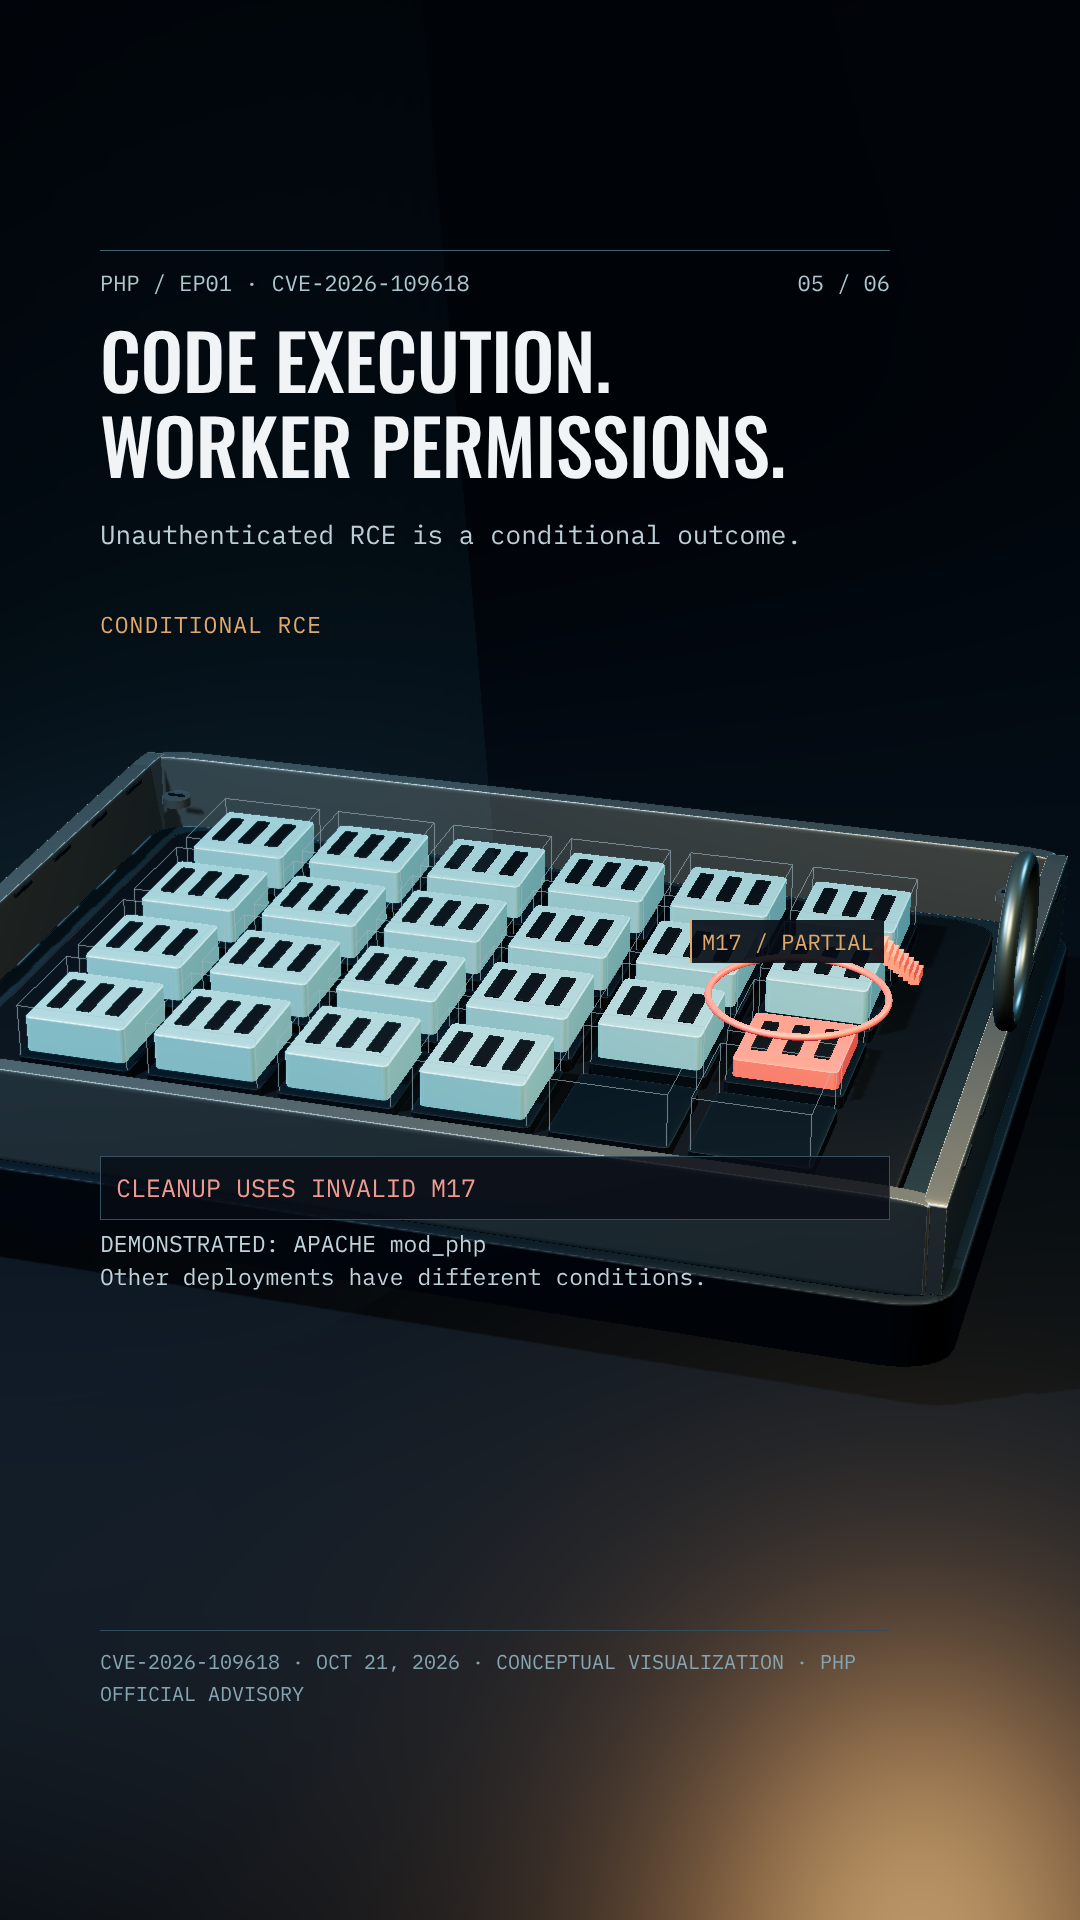 PHP / EP01 · CVE-2026-109618 05 / 06
CODE EXECUTION.
WORKER PERMISSIONS.
Unauthenticated RCE is a conditional outcome.
CONDITIONAL RCE
M17 / PARTIAL
CLEANUP USES INVALID M17
DEMONSTRATED: APACHE mod_php
Other deployments have different conditions.
CVE-2026-109618 · OCT 21, 2026 · CONCEPTUAL VISUALIZATION · PHP
OFFICIAL ADVISORY